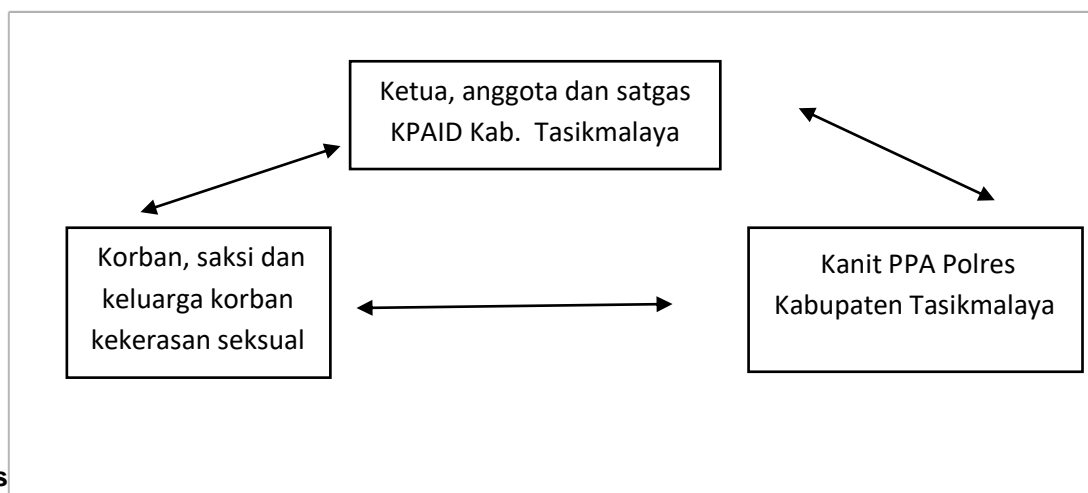 Ketua, anggota dan satgas
KPAID Kab. Tasikmalaya
Korban, saksi dan
keluarga korban
kekerasan seksual
Kanit PPA Polres
Kabupaten Tasikmalaya
s